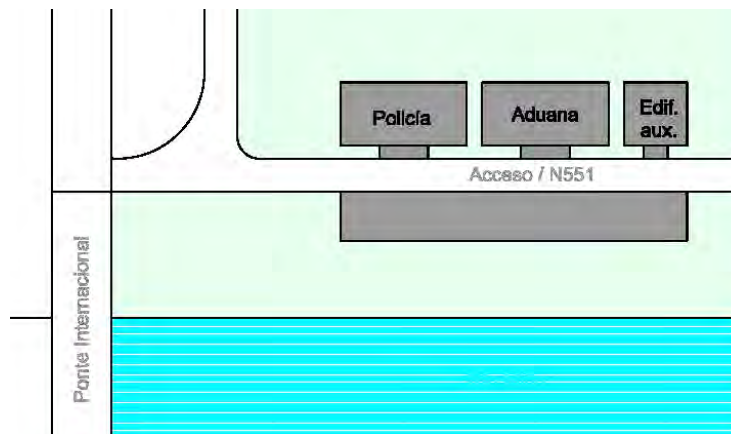 Policía
Aduana
Edif.
aux.
Acceso / N551
Ponte Internacional